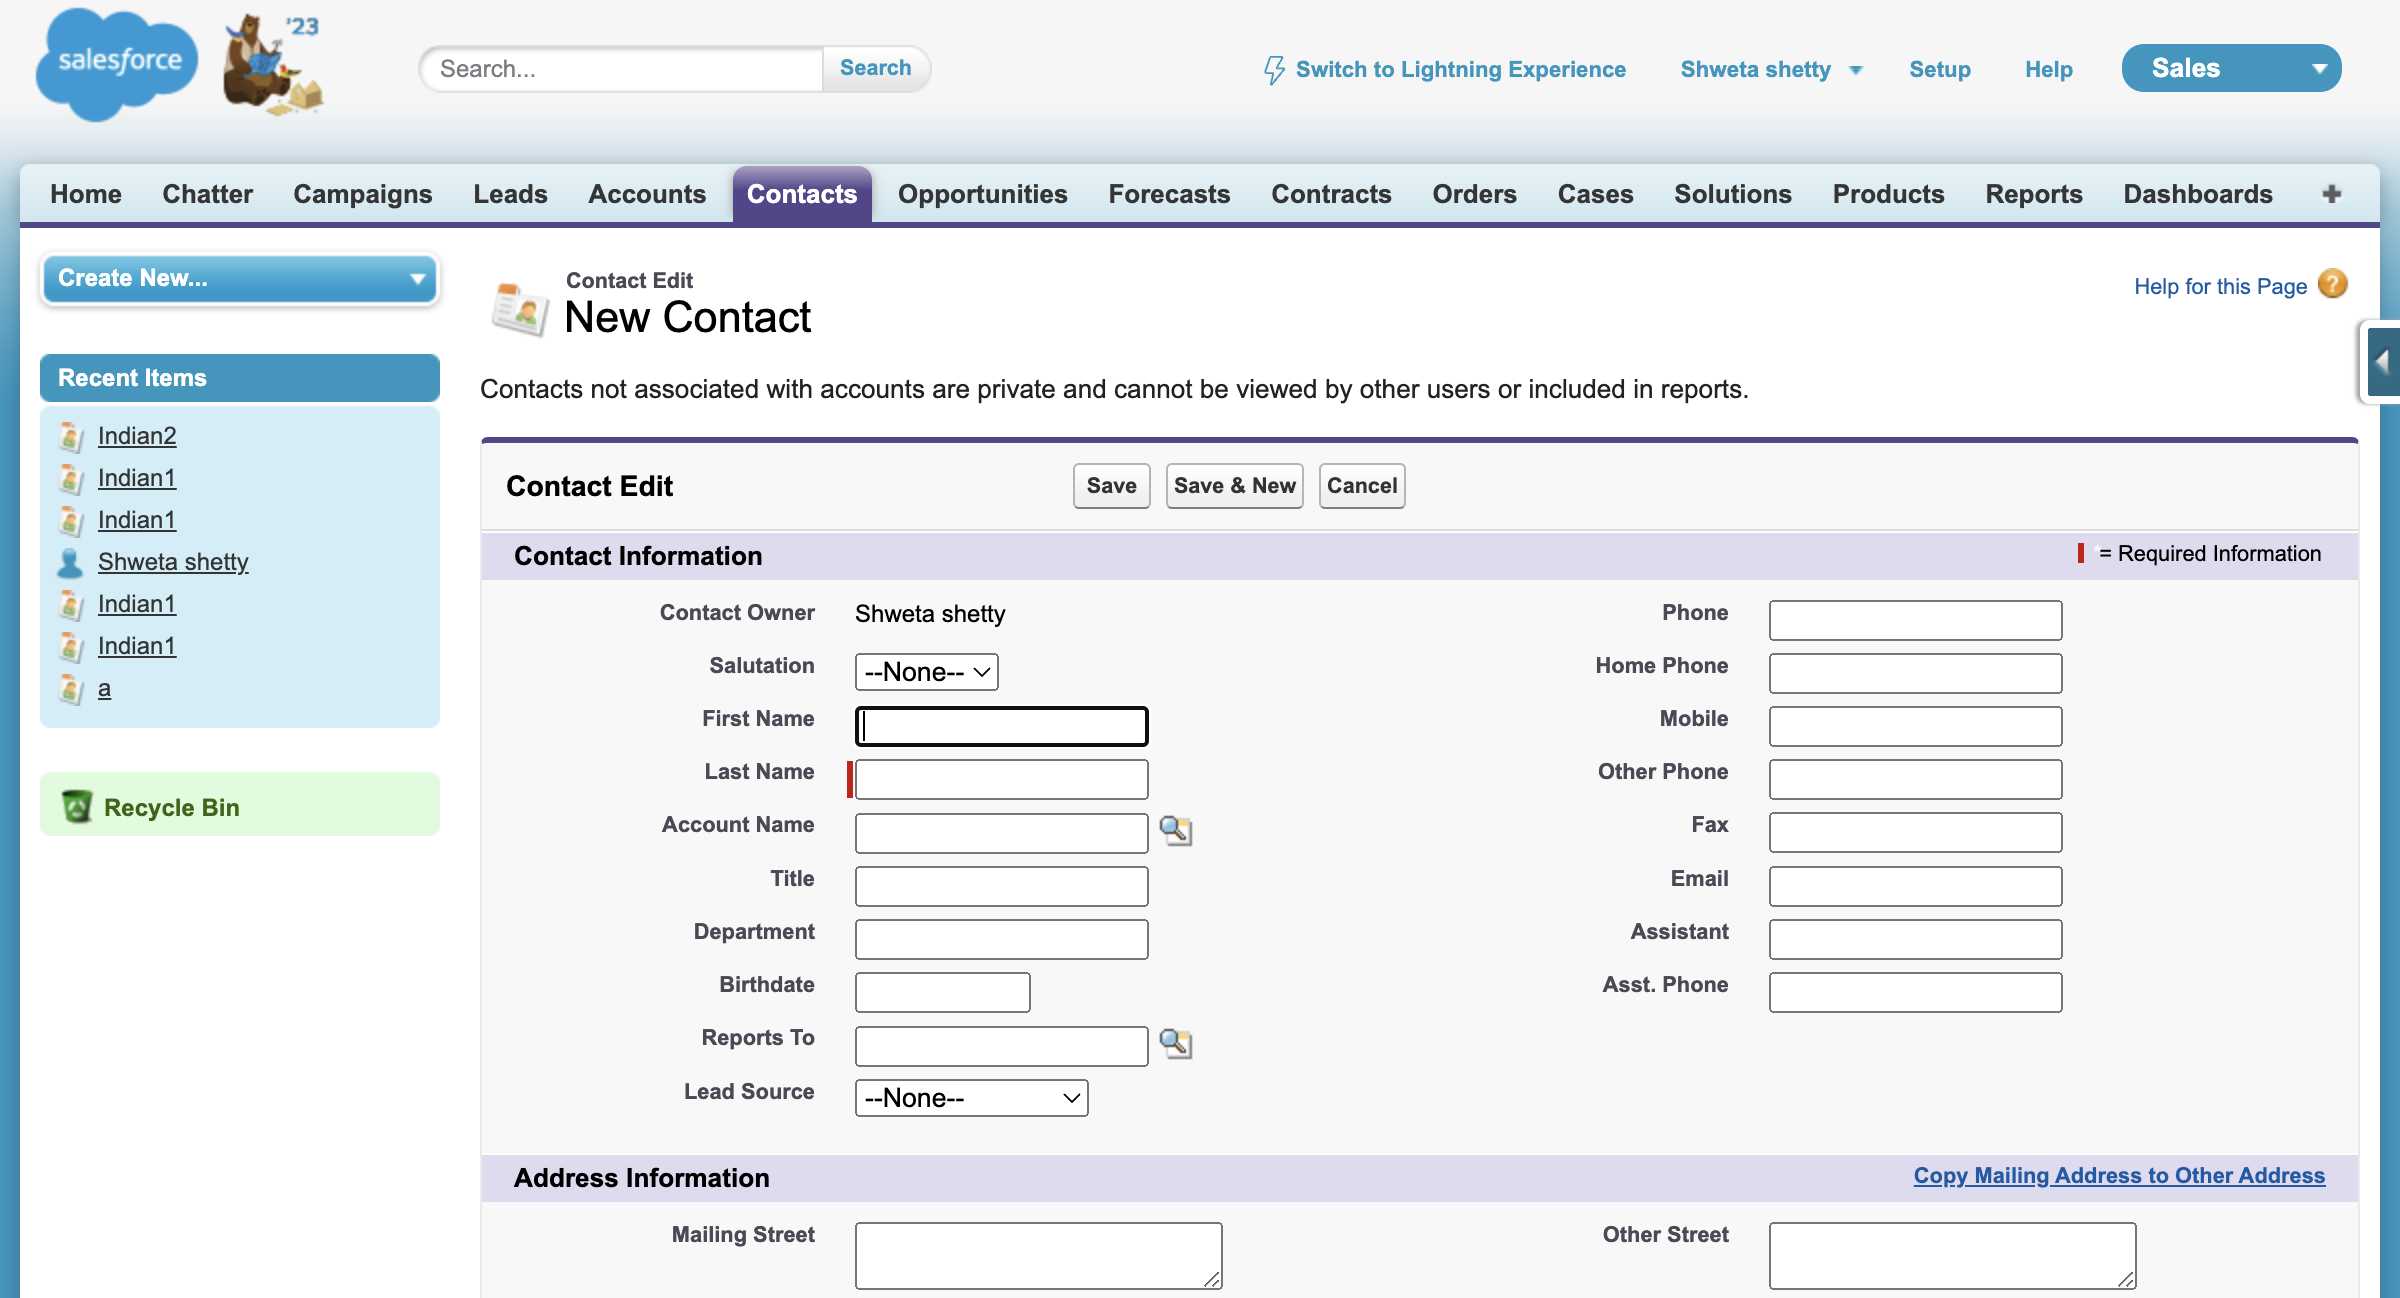 salesforce
'23
Search...
Search
Switch to Lightning Experience
Shweta shetty
Setup
Help
Sales
Home Chatter Campaigns Leads Accounts Contacts Opportunities Forecasts Contracts Orders Cases Solutions Products Reports Dashboards +
Create New...
Recent Items
Indian2
Indian1
Indian1
Shweta shetty
Indian1
Indian1
a
Recycle Bin
Contact Edit
New Contact
Help for this Page ?
Contacts not associated with accounts are private and cannot be viewed by other users or included in reports.
Contact Edit
Save
Save & New
Cancel
Contact Information
= Required Information
Contact Owner Shweta shetty
Phone
Salutation --None--
Home Phone
First Name
Mobile
Last Name
Other Phone
Account Name
Fax
Title
Email
Department
Assistant
Birthdate
Asst. Phone
Reports To
Lead Source --None--
Address Information
Copy Mailing Address to Other Address
Mailing Street
Other Street